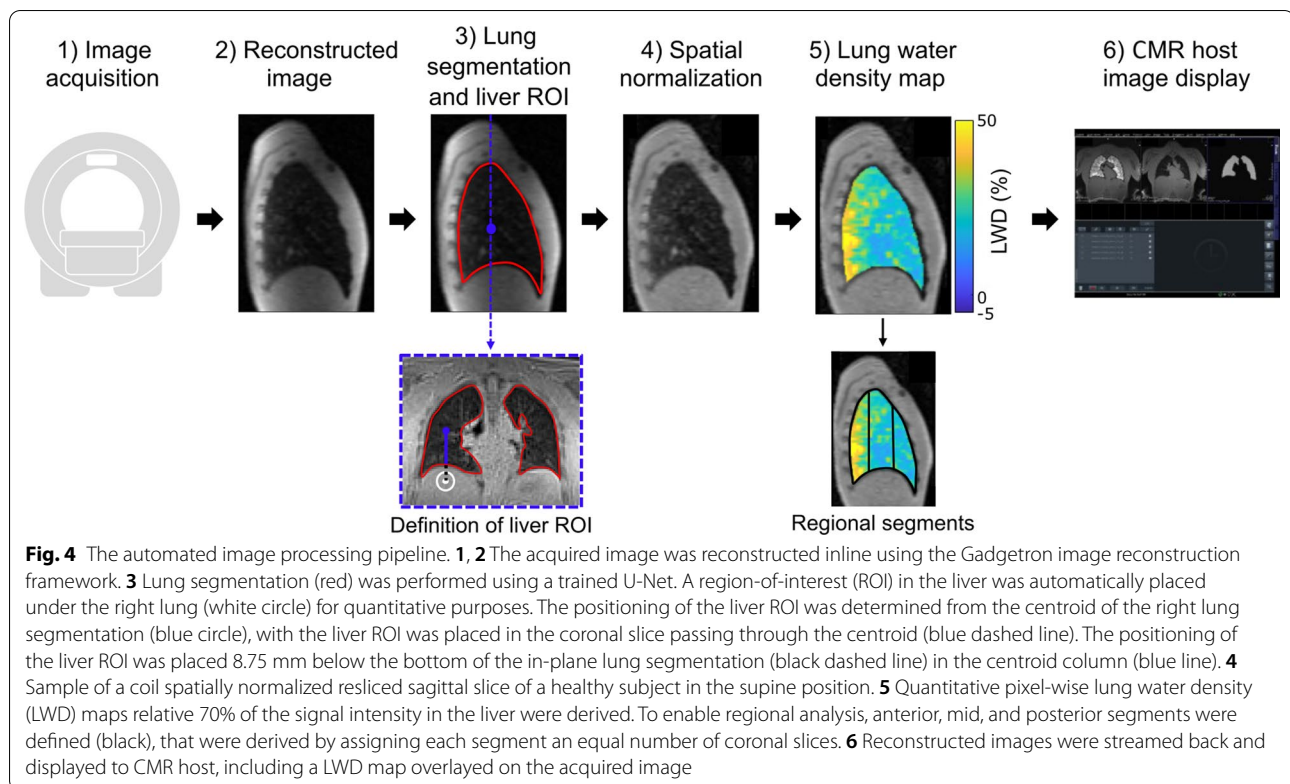 1) Image
acquisition
2) Reconstructed
image
3) Lung
segmentation
and liver ROI
4) Spatial
normalization
5) Lung water
density map
6) CMR host
image display
50
LWD (%)
0
-5
Definition of liver ROI
Regional segments
Fig. 4 The automated image processing pipeline. 1, 2 The acquired image was reconstructed inline using the Gadgetron image reconstruction
framework. 3 Lung segmentation (red) was performed using a trained U-Net. A region-of-interest (ROI) in the liver was automatically placed
under the right lung (white circle) for quantitative purposes. The positioning of the liver ROI was determined from the centroid of the right lung
segmentation (blue circle), with the liver ROI was placed in the coronal slice passing through the centroid (blue dashed line). The positioning of
the liver ROI was placed 8.75 mm below the bottom of the in-plane lung segmentation (black dashed line) in the centroid column (blue line). 4
Sample of a coil spatially normalized resliced sagittal slice of a healthy subject in the supine position. 5 Quantitative pixel-wise lung water density
(LWD) maps relative 70% of the signal intensity in the liver were derived. To enable regional analysis, anterior, mid, and posterior segments were
defined (black), that were derived by assigning each segment an equal number of coronal slices. 6 Reconstructed images were streamed back and
displayed to CMR host, including a LWD map overlayed on the acquired image